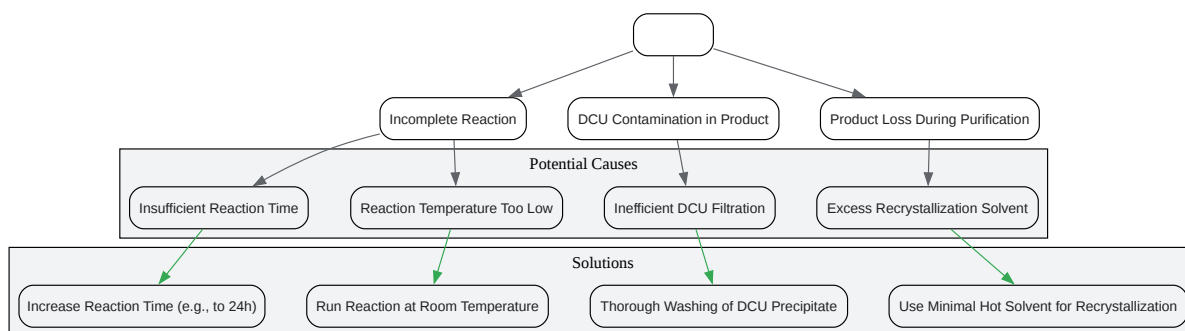 Incomplete Reaction
DCU Contamination in Product
Product Loss During Purification
Potential Causes
Insufficient Reaction Time
Reaction Temperature Too Low
Inefficient DCU Filtration
Excess Recrystallization Solvent
Solutions
Increase Reaction Time (e.g., to 24h)
Run Reaction at Room Temperature
Thorough Washing of DCU Precipitate
Use Minimal Hot Solvent for Recrystallization